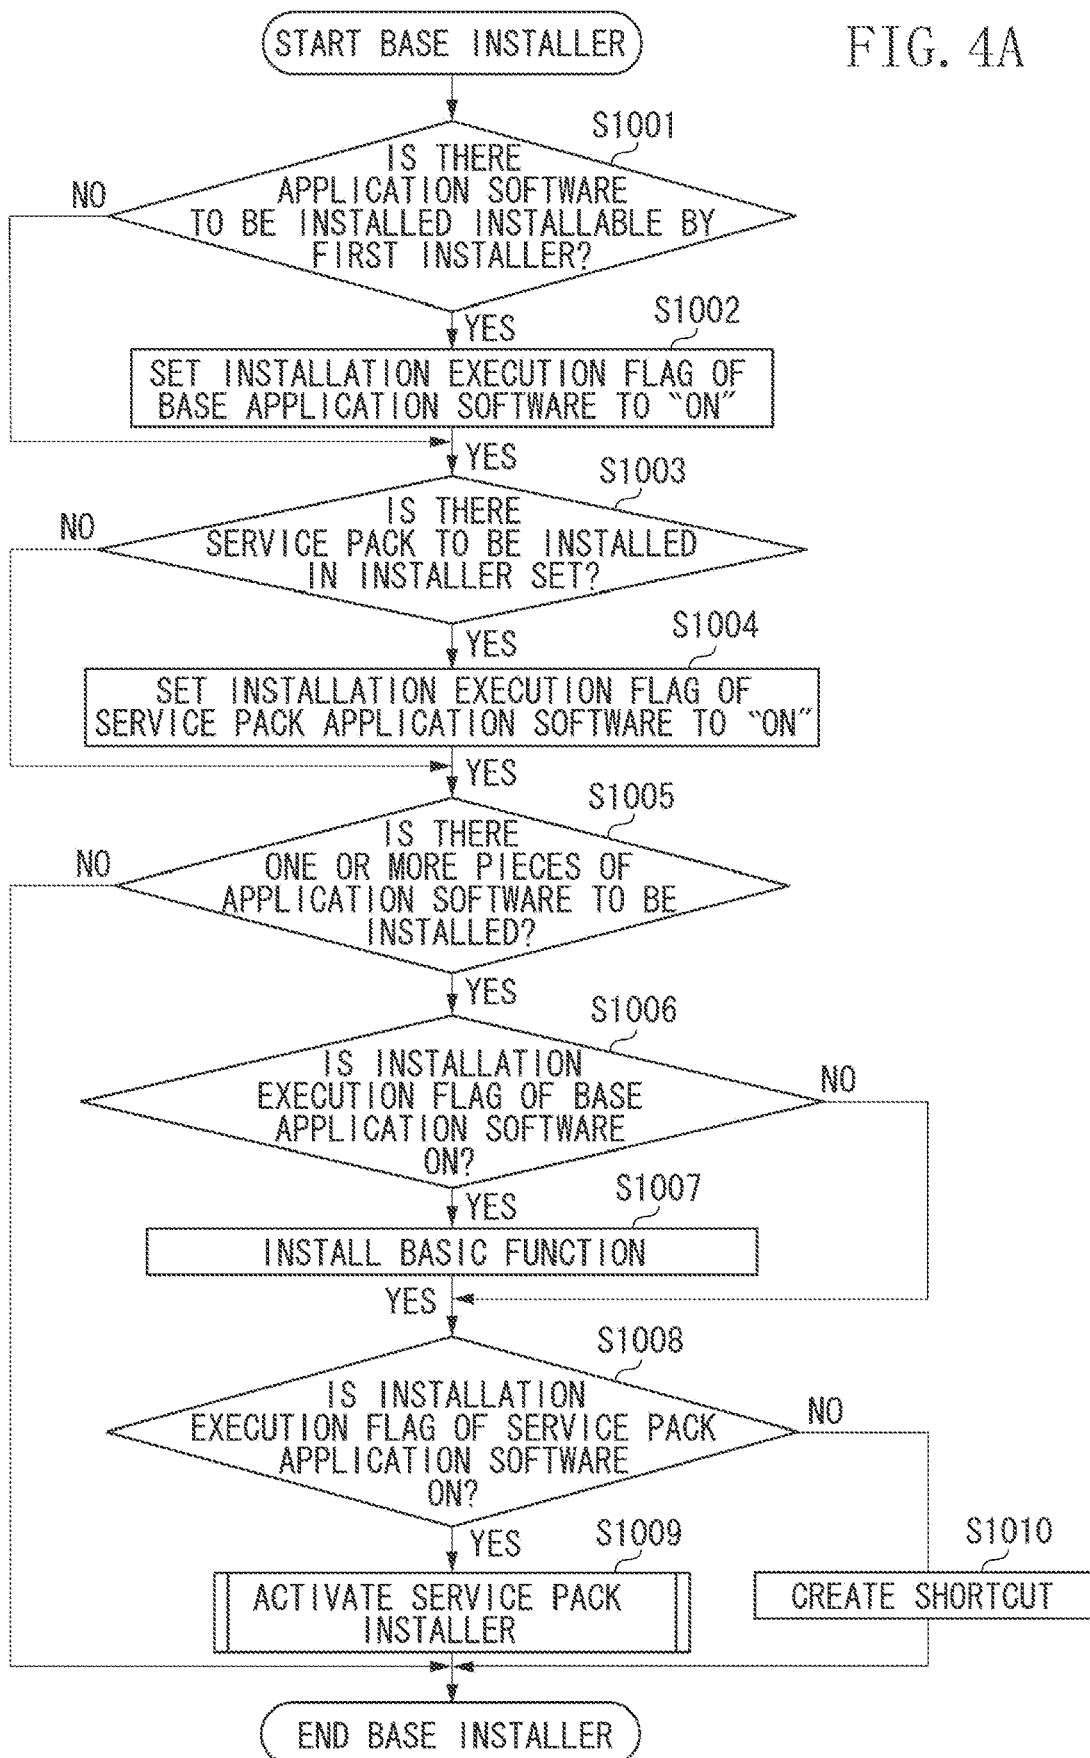 START BASE INSTALLER
FIG. 4A
S1001
IS THERE
APPLICATION SOFTWARE
TO BE INSTALLED INSTALLABLE BY
FIRST INSTALLER?
NO
YES
S1002
SET INSTALLATION EXECUTION FLAG OF
BASE APPLICATION SOFTWARE TO “ON”
YES
S1003
IS THERE
SERVICE PACK TO BE INSTALLED
IN INSTALLER SET?
NO
YES
S1004
SET INSTALLATION EXECUTION FLAG OF
SERVICE PACK APPLICATION SOFTWARE TO “ON”
YES
S1005
IS THERE
ONE OR MORE PIECES OF
APPLICATION SOFTWARE TO BE
INSTALLED?
NO
YES
S1006
IS INSTALLATION
EXECUTION FLAG OF BASE
APPLICATION SOFTWARE
ON?
NO
YES
S1007
INSTALL BASIC FUNCTION
YES
S1008
IS INSTALLATION
EXECUTION FLAG OF SERVICE PACK
APPLICATION SOFTWARE
ON?
NO
YES
S1009
ACTIVATE SERVICE PACK
INSTALLER
S1010
CREATE SHORTCUT
END BASE INSTALLER